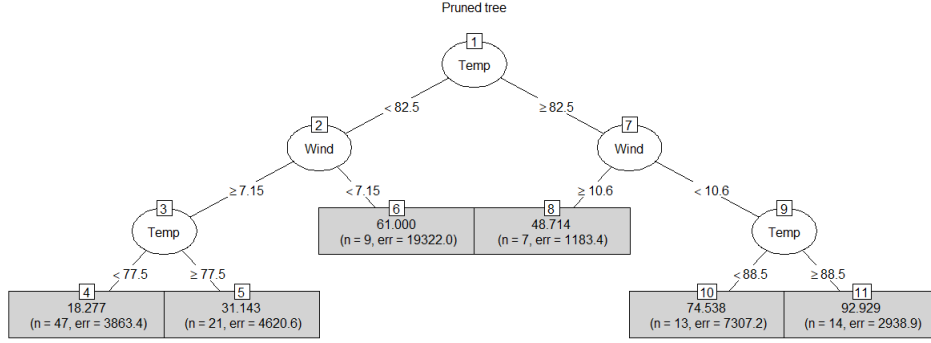 Pruned tree
1
Temp
< 82.5
≥ 82.5
2
Wind
7
Wind
≥ 7.15
< 7.15
≥ 10.6
< 10.6
3
Temp
6
61.000
(n = 9, err = 19322.0)
8
48.714
(n = 7, err = 1183.4)
9
Temp
< 77.5
≥ 77.5
< 88.5
≥ 88.5
4
18.277
(n = 47, err = 3863.4)
5
31.143
(n = 21, err = 4620.6)
10
74.538
(n = 13, err = 7307.2)
11
92.929
(n = 14, err = 2938.9)